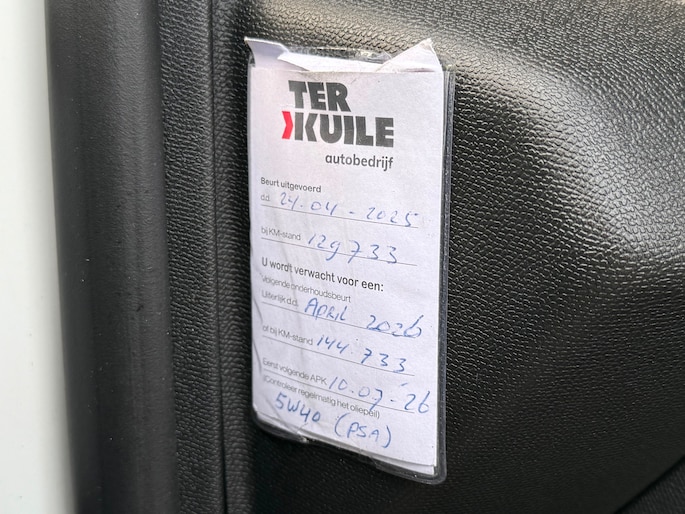 TER
KUILE
autobedrijf
Beurt uitgevoerd
d.d. 24-04-2025
bij KM-stand 129733
U wordt verwacht voor een:
Volgende onderhoudsbeurt
Uiterlijk d.d. APRIL 2026
of bij KM-stand 144.733
Eerst volgende APK 10.07-26
(Controleer regelmatig het oliepeil)
5W40 (PSA)